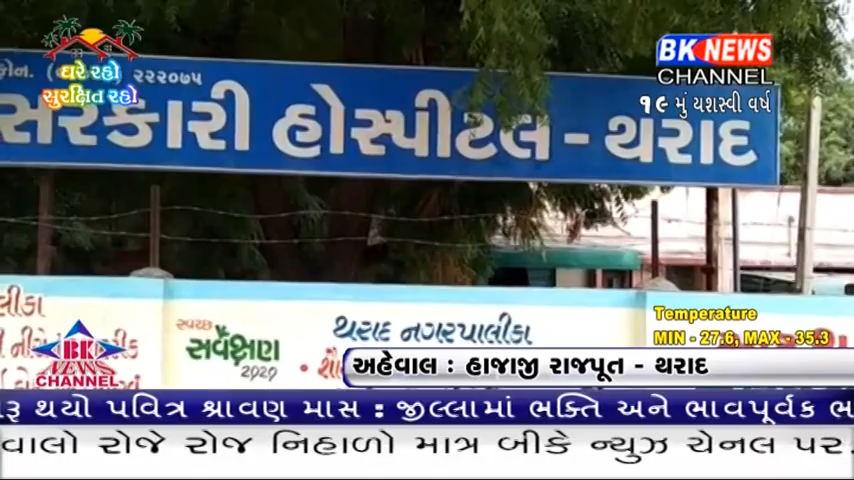 ફોન. ૨૨૨૦૭૫
ઘરે રહો
સુરક્ષિત રહો
BK NEWS
CHANNEL
૧૯ મું યશસ્વી વર્ષ
સરકારી હોસ્પીટલ - થરાદ
સ્વચ્છ
સર્વેક્ષણ
થરાદ નગરપાલીકા
Temperature
MIN - 27.6, MAX - 35.3
BK
NEWS
CHANNEL
અહેવાલ : હાજાજી રાજપૂત - થરાદ
થયો પવિત્ર શ્રાવણ માસ : જીલ્લામાં ભક્તિ અને ભાવપૂર્વક
વાલો રોજે રોજ નિહાળો માત્ર બીકે ન્યુઝ ચેનલ પર.